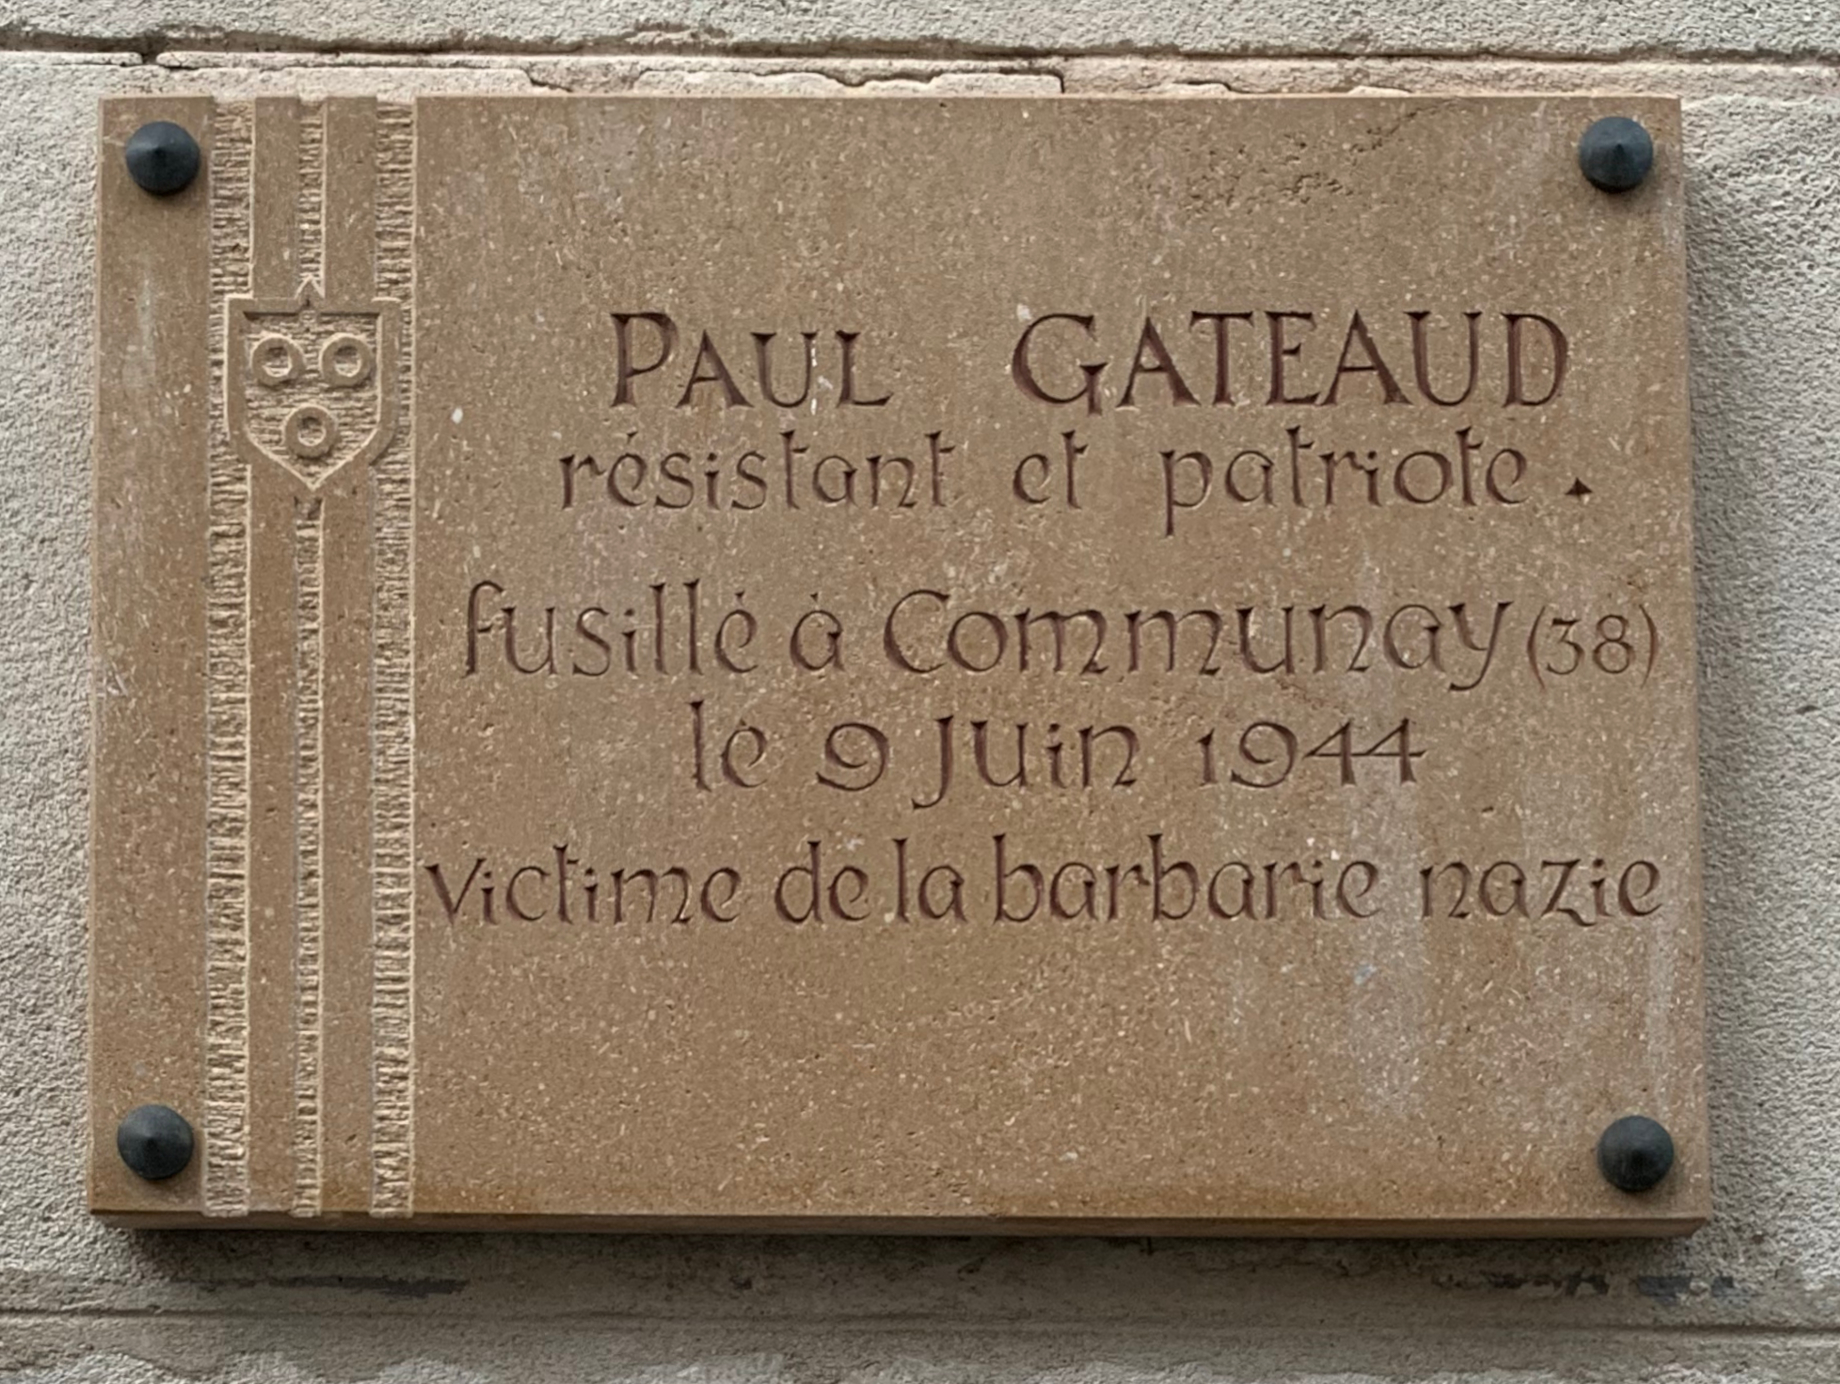 PAUL GATEAUD
résistant et patriote.
fusillé à Communay (38)
le 9 Juin 1944
victime de la barbarie nazie